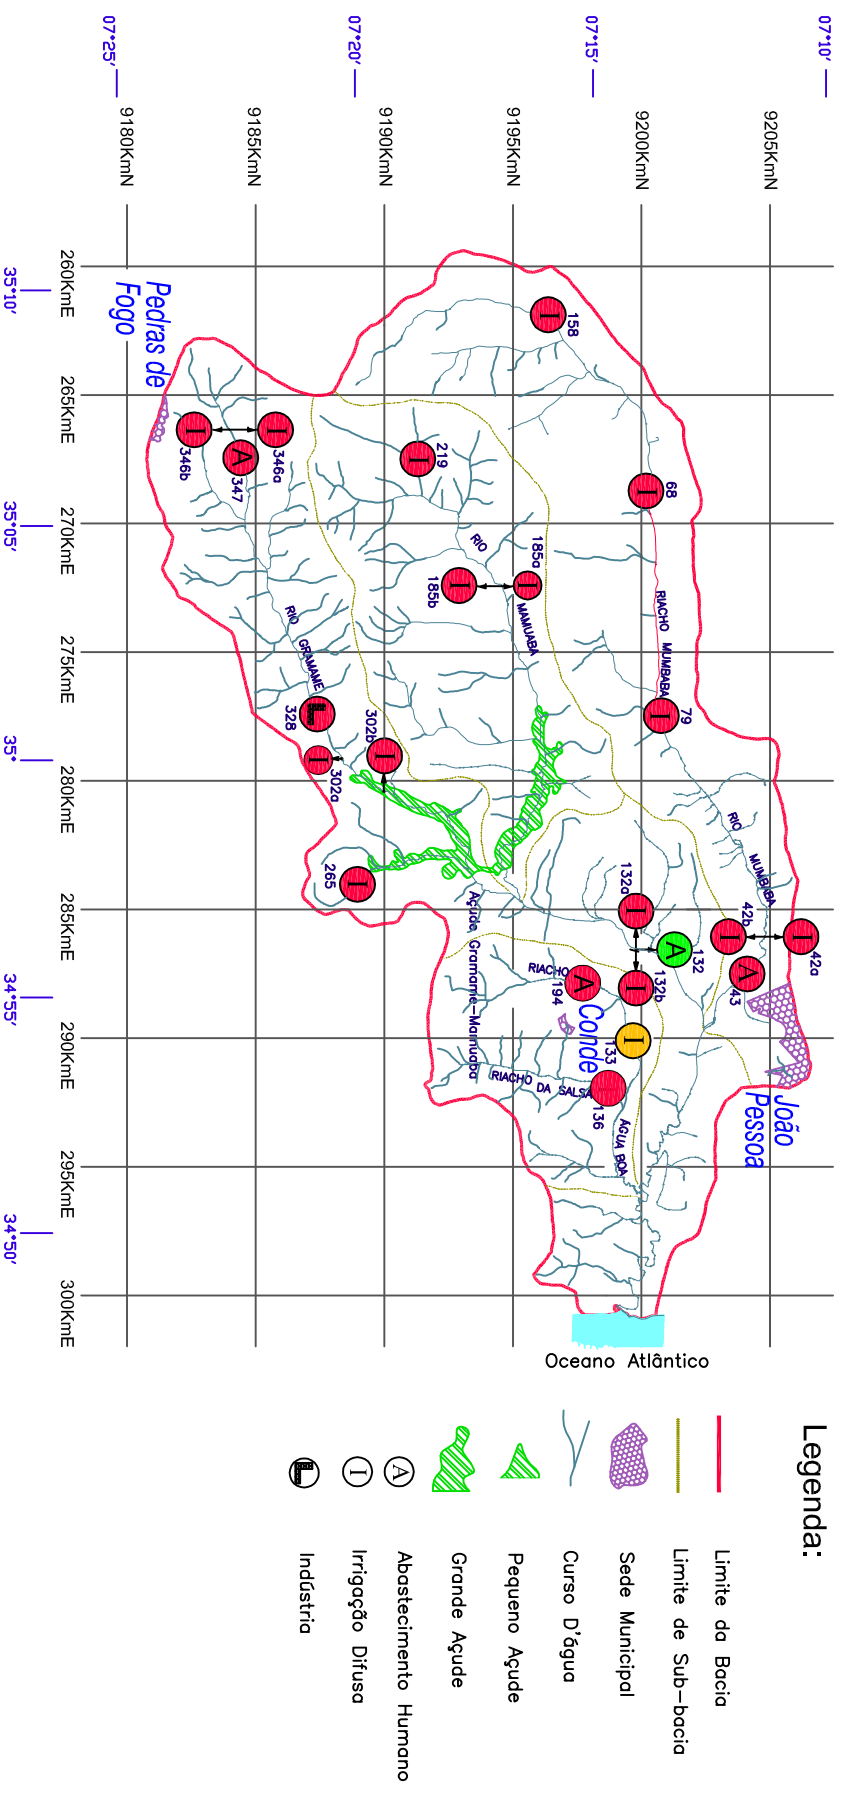 Legenda:
Limite da Bacia
Limite de Sub-bacia
Sede Municipal
Curso D'água
Pequeno Açude
Grande Açude
Abastecimento Humano
A
Irrigação Difusa
I
Indústria
L
07°10'
07°15'
07°20'
07°25'
9205KmN
9200KmN
9195KmN
9190KmN
9185KmN
9180KmN
260KmE
265KmE
270KmE
275KmE
280KmE
285KmE
290KmE
295KmE
300KmE
35°10'
35°05'
35°
34°55'
34°50'
Oceano Atlântico
João
Pessoa
Conde
Pedras de
Fogo
RIACHO MUMBABA
RIO MUMBABA
RIO MAMUABA
RIO GRAMAME
Açude Gramame-Mamuaba
RIACHO
RIACHO DA SALSA
ÁGUA BOA
I 158
I 68
I 79
I 42a
I 42b
A 43
A 132
I 132a
I 132b
I 133
I 136
A 194
I 185a
I 185b
I 219
I 265
I 302a
I 302b
L 328
I 346a
I 346b
A 347